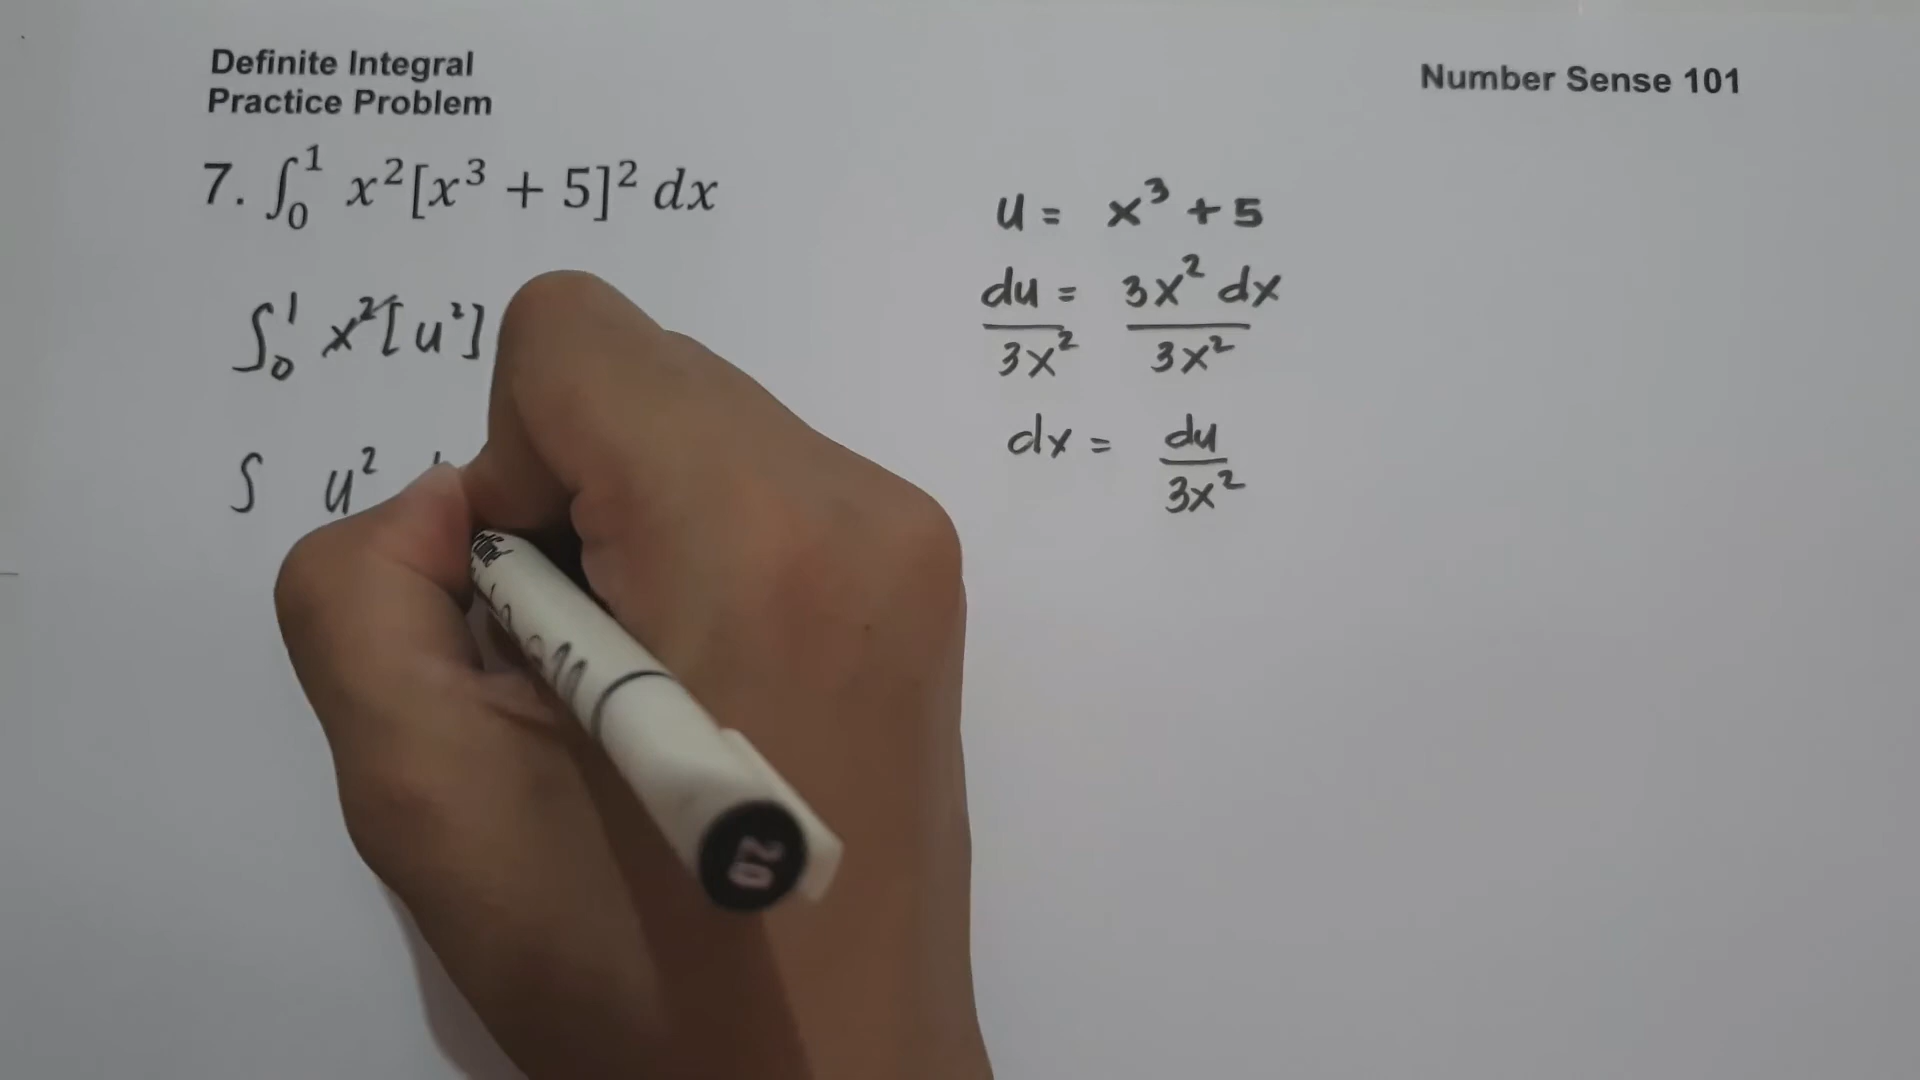 Definite Integral
Practice Problem
Number Sense 101
7. ∫₀¹ x²[x³ + 5]² dx
∫₀¹ x²[u²]
∫ u²
u = x³ + 5
du = 3x² dx
3x² 3x²
dx = du
3x²
20